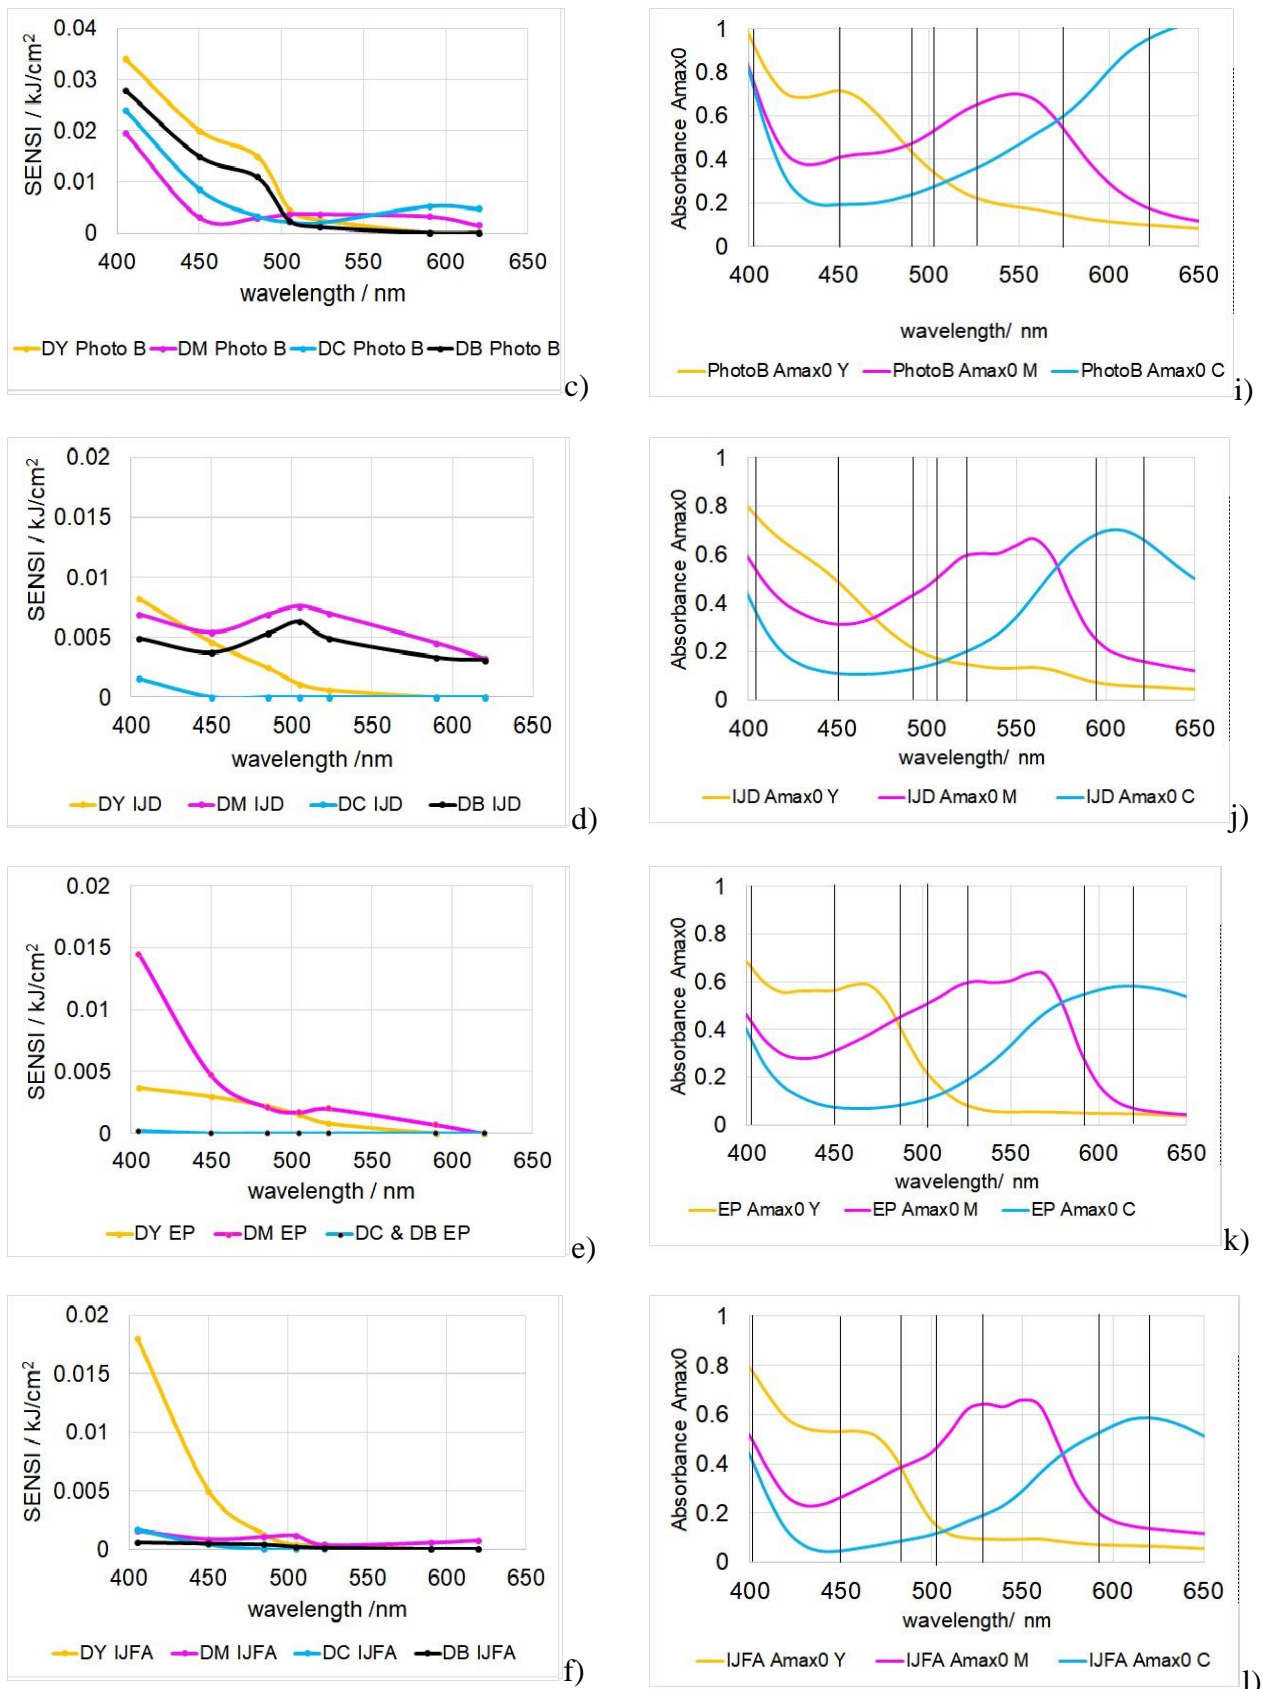 0.04
0.03
0.02
0.01
0
SENSI / kJ/cm²
400 450 500 550 600 650
wavelength / nm
DY Photo B DM Photo B DC Photo B DB Photo B
c)
1
0.8
0.6
0.4
0.2
0
Absorbance Amax0
400 450 500 550 600 650
wavelength/ nm
PhotoB Amax0 Y PhotoB Amax0 M PhotoB Amax0 C
i)
0.02
0.015
0.01
0.005
0
SENSI / kJ/cm²
400 450 500 550 600 650
wavelength /nm
DY IJD DM IJD DC IJD DB IJD
d)
1
0.8
0.6
0.4
0.2
0
Absorbance Amax0
400 450 500 550 600 650
wavelength/ nm
IJD Amax0 Y IJD Amax0 M IJD Amax0 C
j)
0.02
0.015
0.01
0.005
0
SENSI / kJ/cm²
400 450 500 550 600 650
wavelength / nm
DY EP DM EP DC & DB EP
e)
1
0.8
0.6
0.4
0.2
0
Absorbance Amax0
400 450 500 550 600 650
wavelength/ nm
EP Amax0 Y EP Amax0 M EP Amax0 C
k)
0.02
0.015
0.01
0.005
0
SENSI / kJ/cm²
400 450 500 550 600 650
wavelength /nm
DY IJFA DM IJFA DC IJFA DB IJFA
f)
1
0.8
0.6
0.4
0.2
0
Absorbance Amax0
400 450 500 550 600 650
wavelength/ nm
IJFA Amax0 Y IJFA Amax0 M IJFA Amax0 C
l)